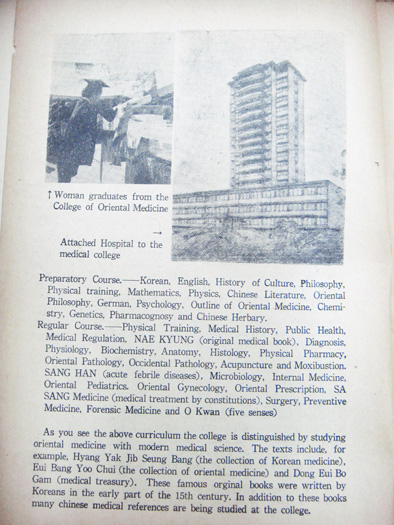 ↑ Woman graduates from the
College of Oriental Medicine
→
Attached Hospital to the
medical college
Preparatory Course.——Korean, English, History of Culture, Philosophy,
Physical training, Mathematics, Physics, Chinese Literature, Oriental
Philosophy, German, Psychology. Outline of Oriental Medicine, Chemi-
stry, Genetics, Pharmacognosy and Chinese Herbary.
Regular Course.——Physical Training, Medical History, Public Health,
Medical Regulation, NAE KYUNG (original medical book), Diagnosis,
Physiology, Biochemistry, Anatomy, Histology, Physical Pharmacy,
Oriental Pathology, Occidental Pathology, Acupuncture and Moxibustion.
SANG HAN (acute febrile diseases), Microbiology, Internal Medicine,
Oriental Pediatrics, Oriental Gynecology, Oriental Prescription, SA
SANG Medicine (medical treatment by constitutions), Surgery, Preventive
Medicine, Forensic Medicine and O Kwan (five senses)
As you see the above curriculum the college is distinguished by studying
oriental medicine with modern medical science. The texts include, for
example, Hyang Yak Jib Seung Bang (the collection of Korean medicine),
Eui Bang Yoo Chui (the collection of oriental medicine) and Dong Eui Bo
Gam (medical treasury). These famous orginal books were written by
Koreans in the early part of the 15th century. In addition to these books
many chinese medical references are being studied at the college.